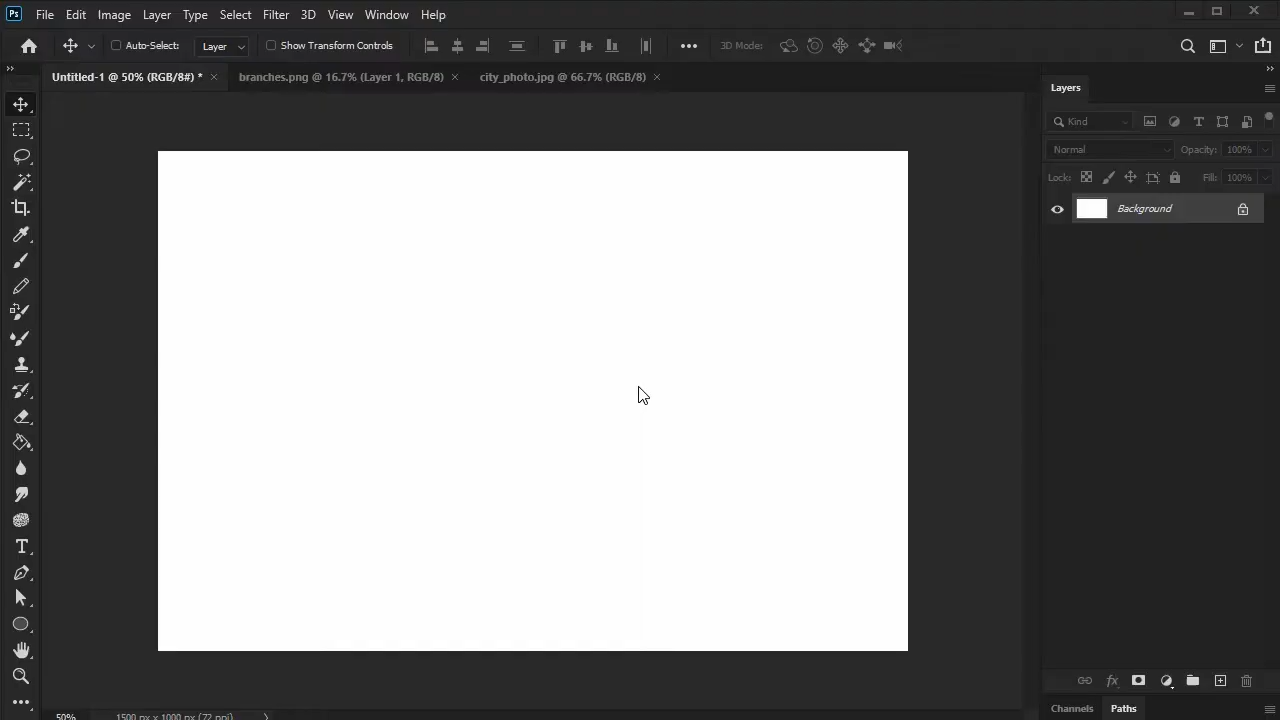 Ps File Edit Image Layer Type Select Filter 3D View Window Help
Auto-Select: Layer Show Transform Controls 3D Mode:
Untitled-1 @ 50% (RGB/8#) * branches.png @ 16.7% (Layer 1, RGB/8) city_photo.jpg @ 66.7% (RGB/8)
Layers
Kind
Normal Opacity: 100%
Lock: Fill: 100%
Background
50% 1500 px x 1000 px (72 ppi)
Channels Paths